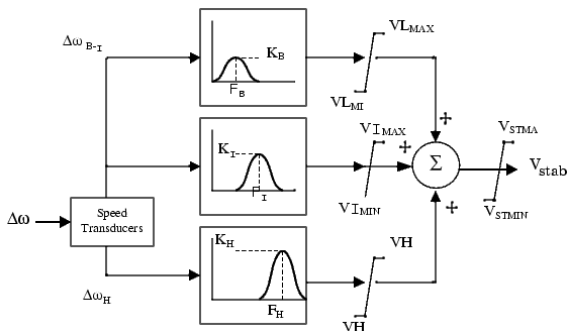 VL MAX
Δω B-I
K B
F B
VL MI
K I
VI MAX
V STMA
Σ
V stab
F I
VI MIN
V STMIN
Δω
Speed
Transducers
K H
VH
Δω H
F H
VH